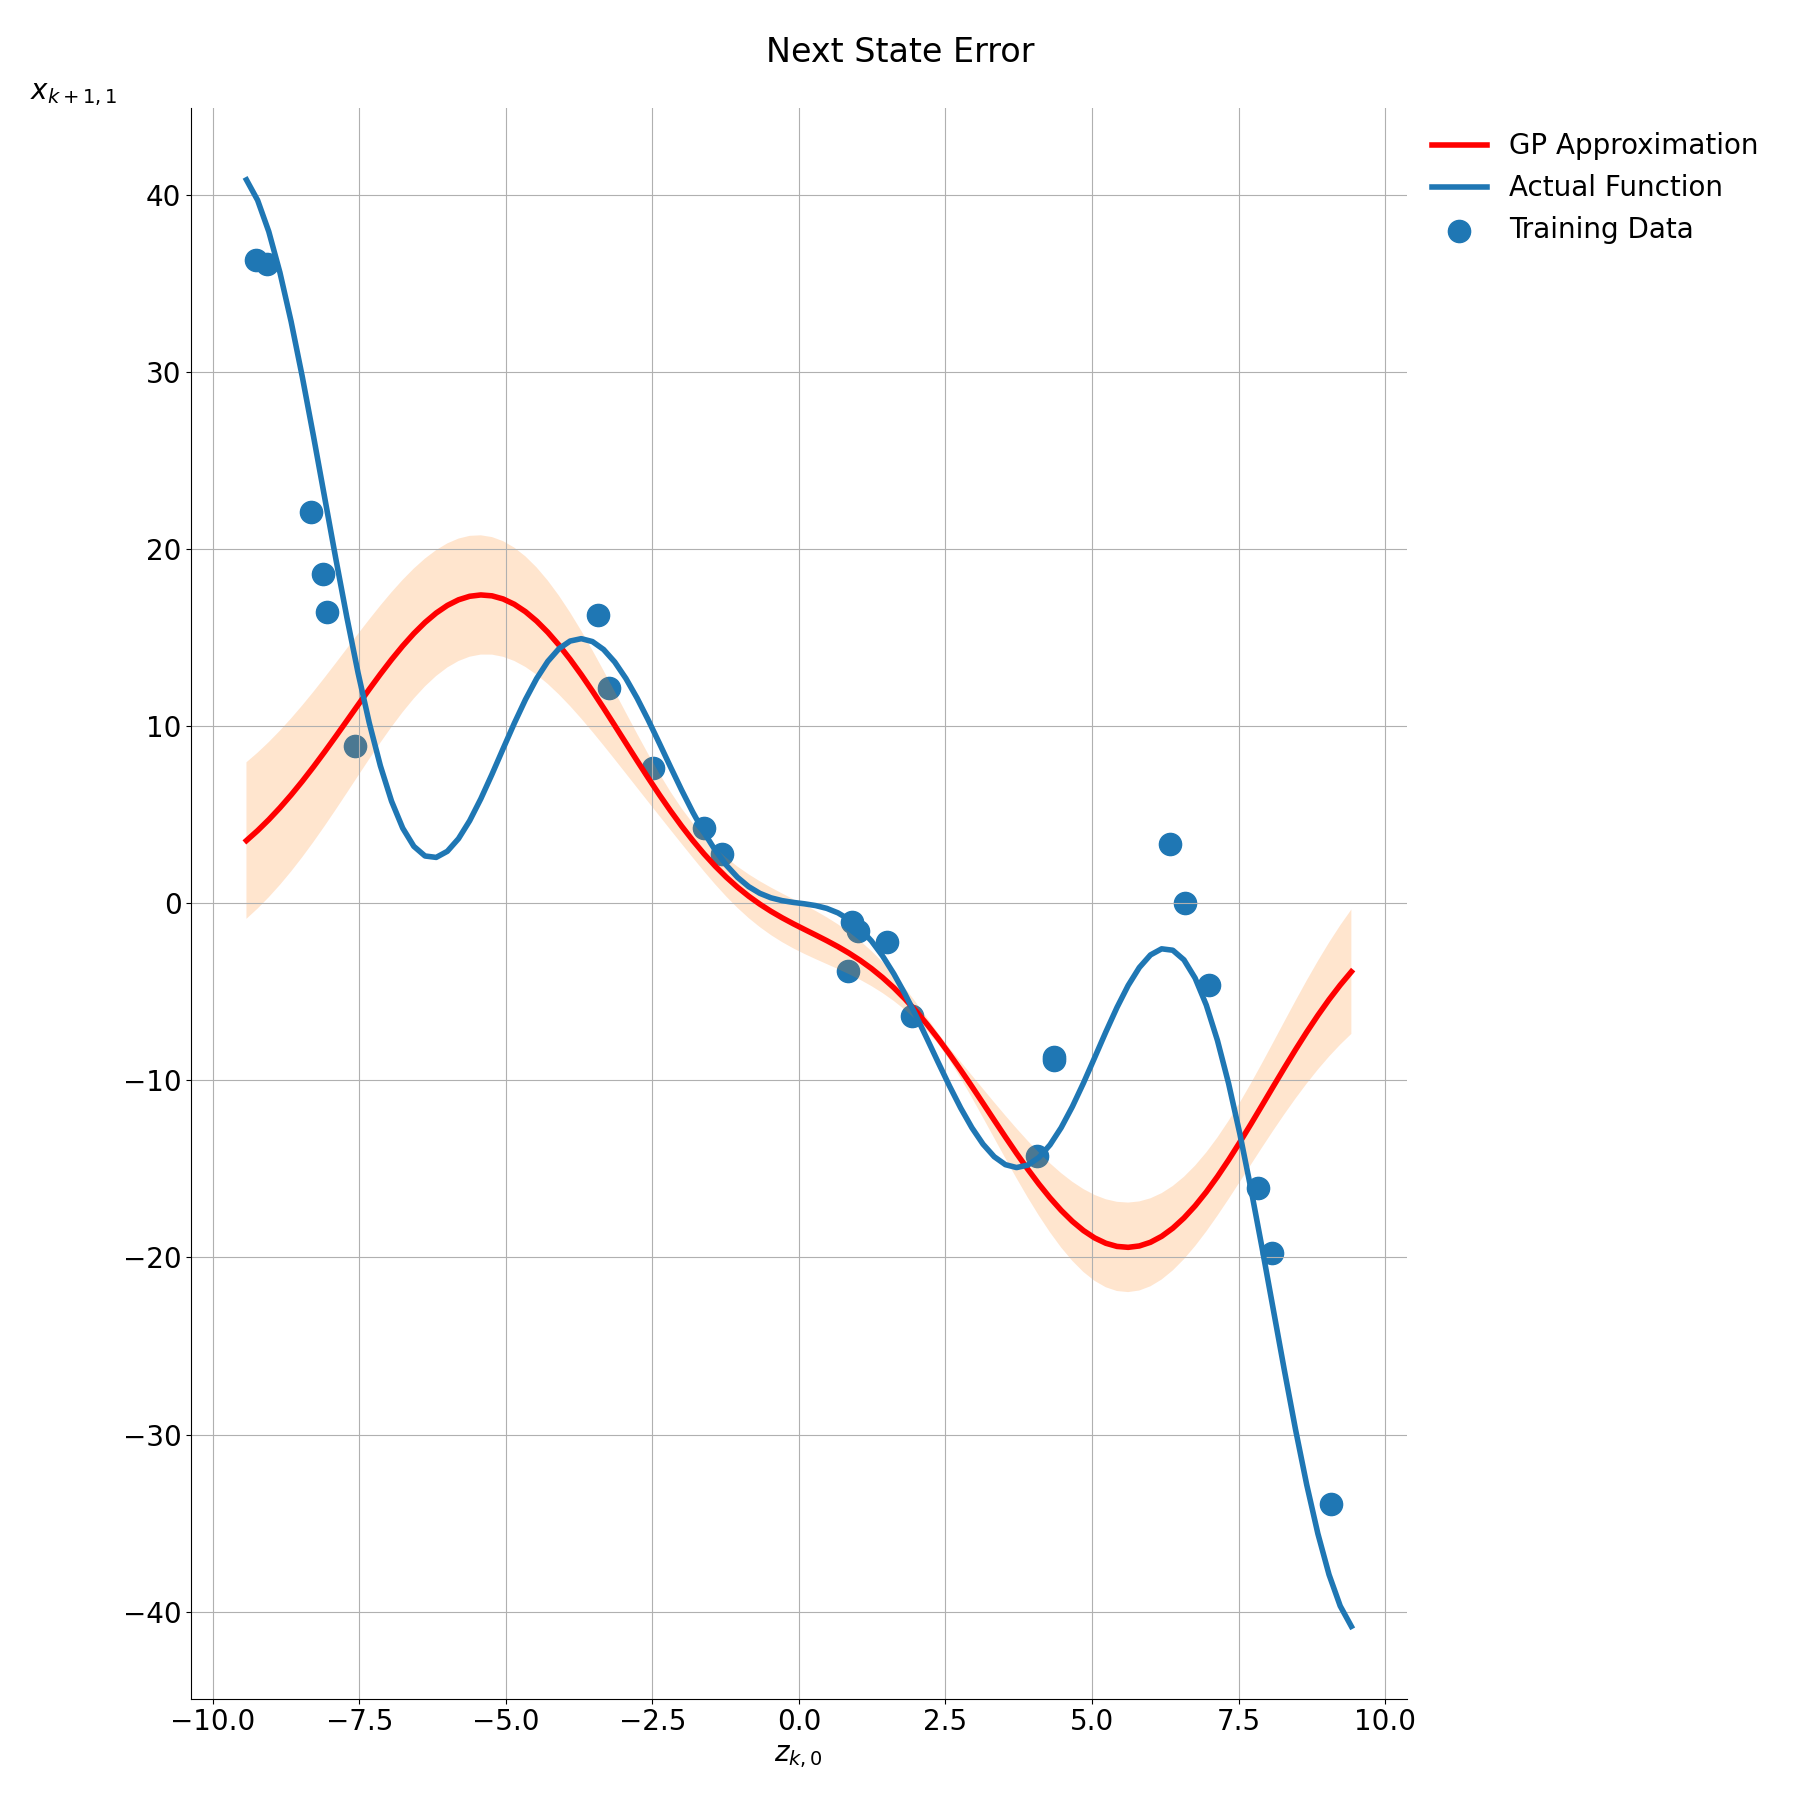 Next State Error
x_{k+1,1}
GP Approximation
Actual Function
Training Data
40
30
20
10
0
−10
−20
−30
−40
−10.0 −7.5 −5.0 −2.5 0.0 2.5 5.0 7.5 10.0
z_{k,0}